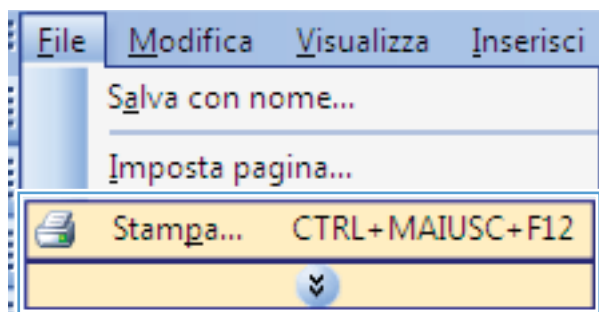 File Modifica Visualizza Inserisci
Salva con nome...
Imposta pagina...
Stampa... CTRL+MAIUSC+F12